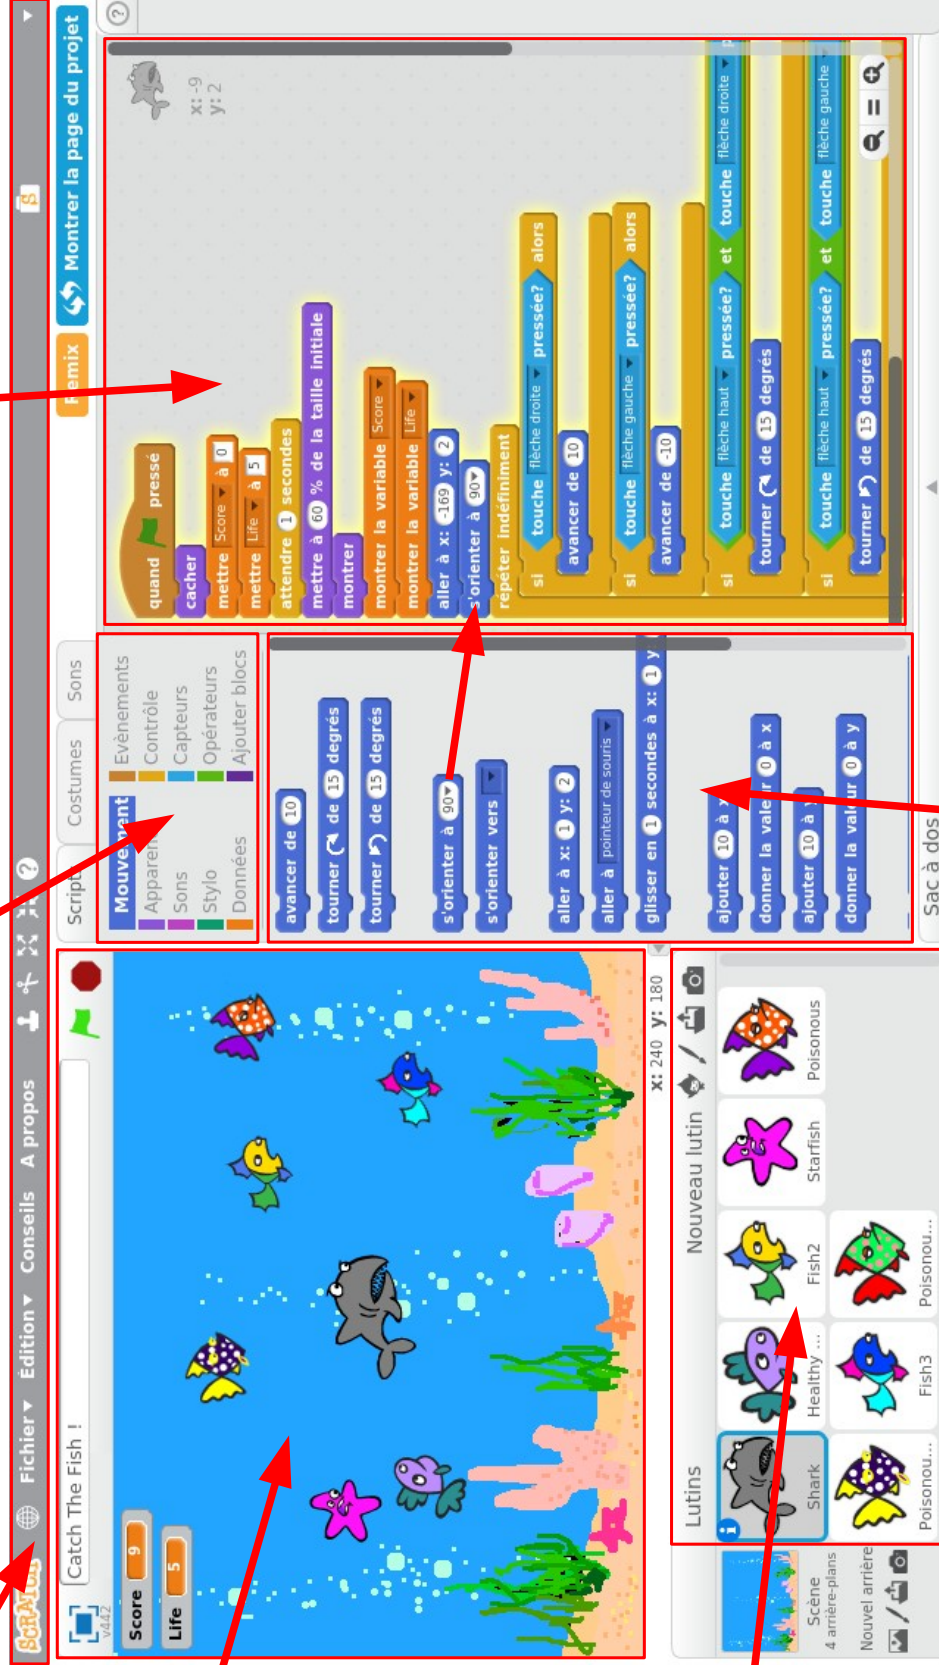 SCRATCH
Fichier
Édition
Conseils
A propos
Remix
Montrer la page du projet
v442
Catch The Fish !
Score 9
Life 5
x: 240 y: 180
Lutins
Nouveau lutin
Shark
Healthy ...
Fish2
Starfish
Poisonous
Poisonou...
Fish3
Poisonou...
Scène
4 arrière-plans
Nouvel arrière
Scripts
Costumes
Sons
Mouvement
Apparence
Sons
Stylo
Données
Evènements
Contrôle
Capteurs
Opérateurs
Ajouter blocs
avancer de 10
tourner de 15 degrés
tourner de 15 degrés
s'orienter à 90
s'orienter vers
aller à x: 1 y: 2
aller à pointeur de souris
glisser en 1 secondes à x: 1 y:
ajouter 10 à x
donner la valeur 0 à x
ajouter 10 à y
donner la valeur 0 à y
x: -9
y: 2
quand pressé
cacher
mettre Score à 0
mettre Life à 5
attendre 1 secondes
mettre à 60 % de la taille initiale
montrer
montrer la variable Score
montrer la variable Life
aller à x: -169 y: 2
s'orienter à 90
répéter indéfiniment
si touche flèche droite pressée? alors
avancer de 10
si touche flèche gauche pressée? alors
avancer de -10
si touche flèche haut pressée? et touche flèche droite p
tourner de 15 degrés
si touche flèche haut pressée? et touche flèche gauche
tourner de 15 degrés
Sac à dos